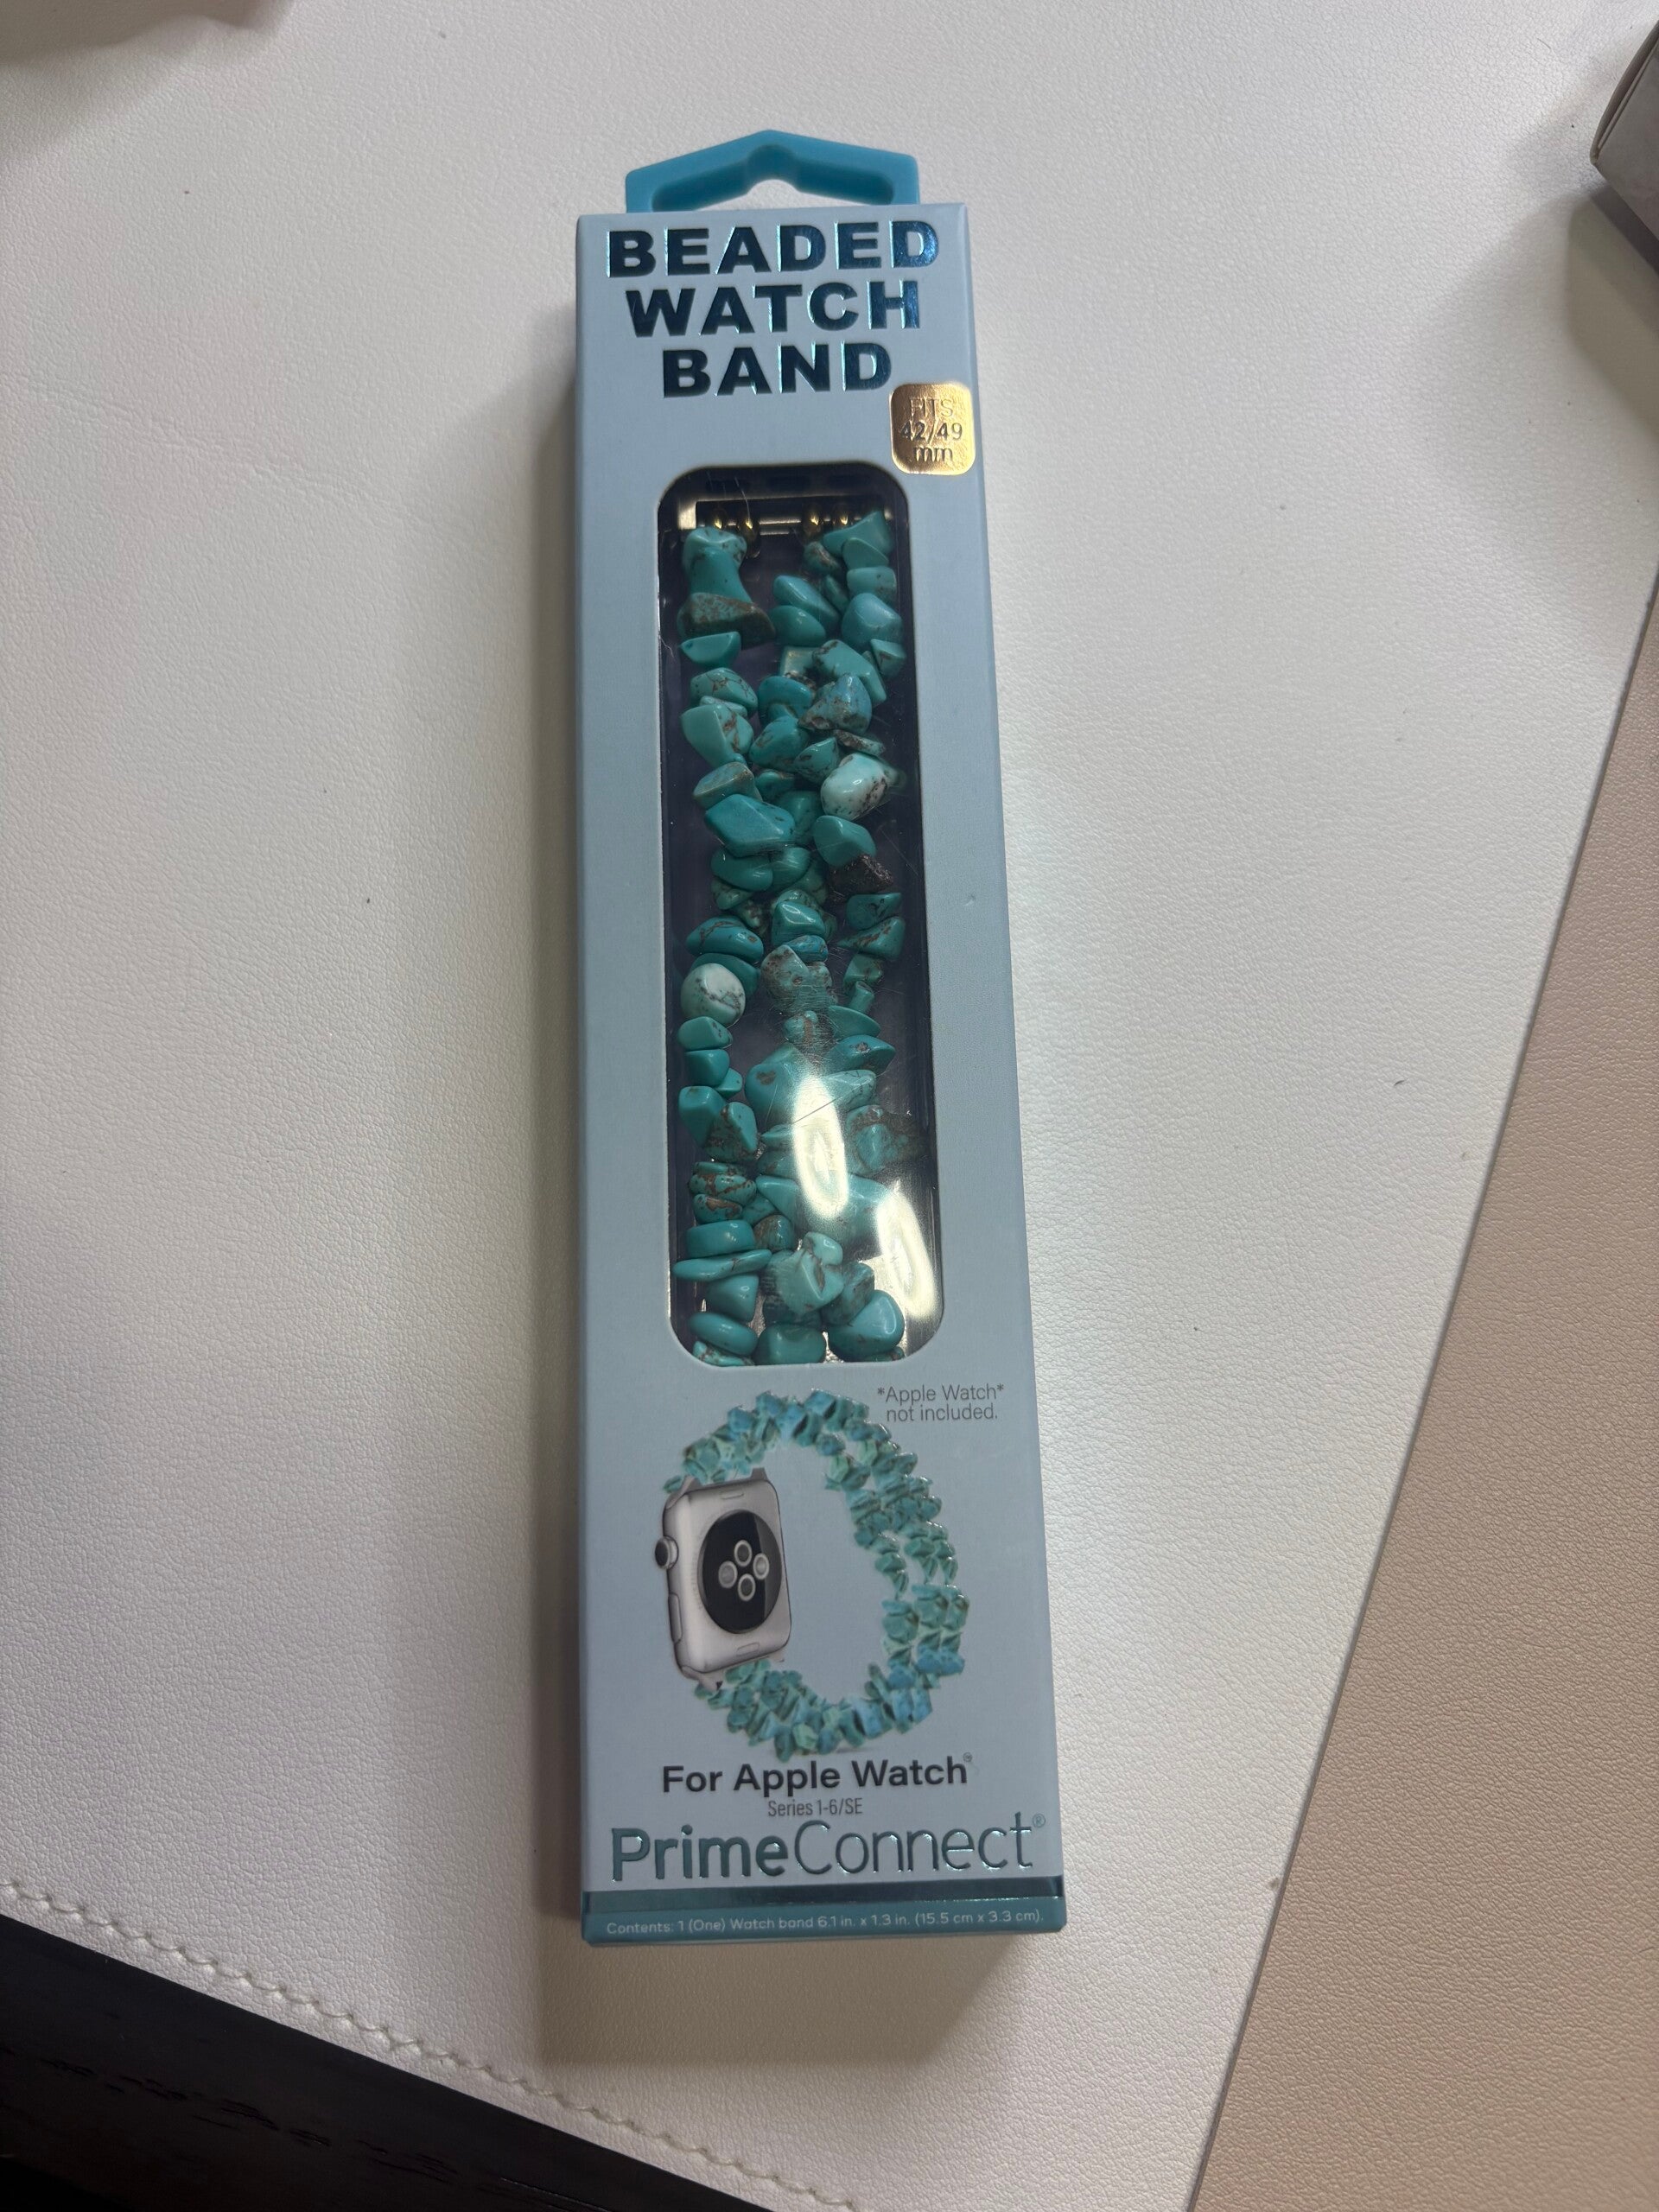 BEADED
WATCH
BAND
FITS
42/49
mm
*Apple Watch*
not included.
For Apple Watch™
Series 1-6/SE
PrimeConnect®
Contents: 1 (One) Watch band 6.1 in. x 1.3 in. (15.5 cm x 3.3 cm).